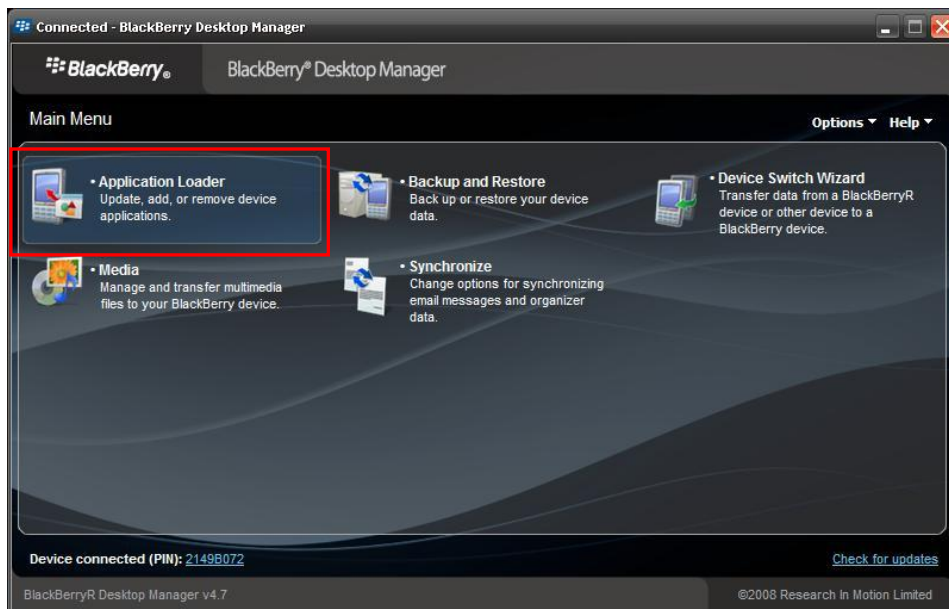 Connected - BlackBerry Desktop Manager
BlackBerry®
BlackBerry® Desktop Manager
Main Menu
Options
Help
• Application Loader
Update, add, or remove device
applications.
• Backup and Restore
Back up or restore your device
data.
• Device Switch Wizard
Transfer data from a BlackBerryR
device or other device to a
BlackBerry device.
• Media
Manage and transfer multimedia
files to your BlackBerry device.
• Synchronize
Change options for synchronizing
email messages and organizer
data.
Device connected (PIN): 2149B072
Check for updates
BlackBerryR Desktop Manager v4.7
©2008 Research In Motion Limited